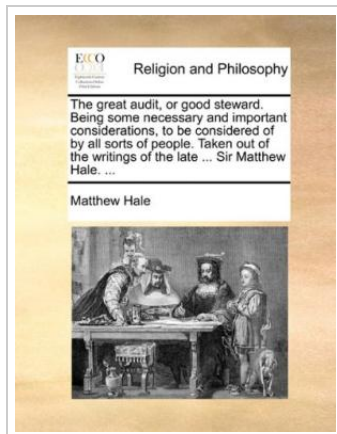 ECCO
Religion and Philosophy
The great audit, or good steward.
Being some necessary and important
considerations, to be considered of
by all sorts of people. Taken out of
the writings of the late ... Sir Matthew
Hale. ...
Matthew Hale